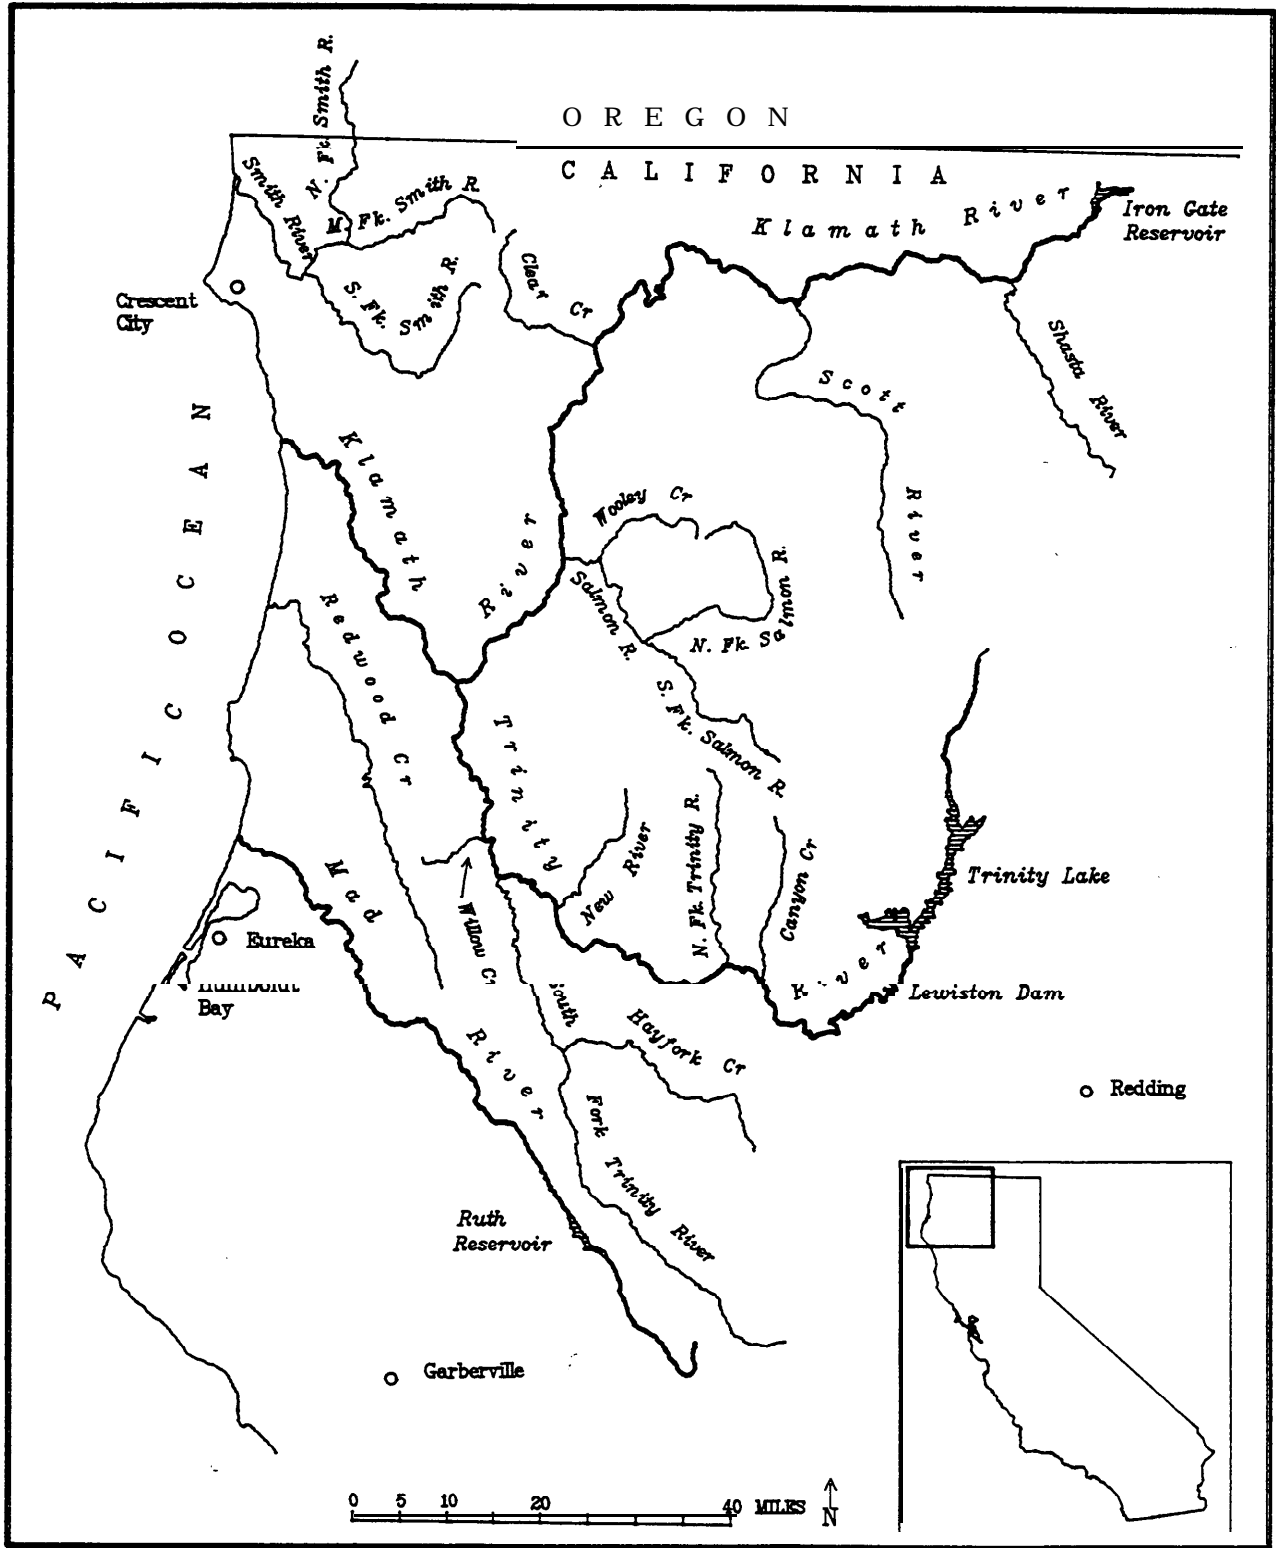 OREGON
CALIFORNIA
N. Fk. Smith R.
Smith River
M. Fk. Smith R.
S. Fk. Smith R.
Klamath River
Iron Gate
Reservoir
Crescent
City
Clear Cr
Scott River
Shasta River
PACIFIC OCEAN
Klamath River
Wooley Cr
Salmon R.
N. Fk. Salmon R.
S. Fk. Salmon R.
Redwood Cr
Trinity River
New River
N. Fk. Trinity R.
Canyon Cr
Trinity Lake
Lewiston Dam
Willow Cr
Mad River
Eureka
Humboldt
Bay
South Fork Trinity River
Hayfork Cr
Redding
Ruth
Reservoir
Garberville
0 5 10 20 40 MILES
N